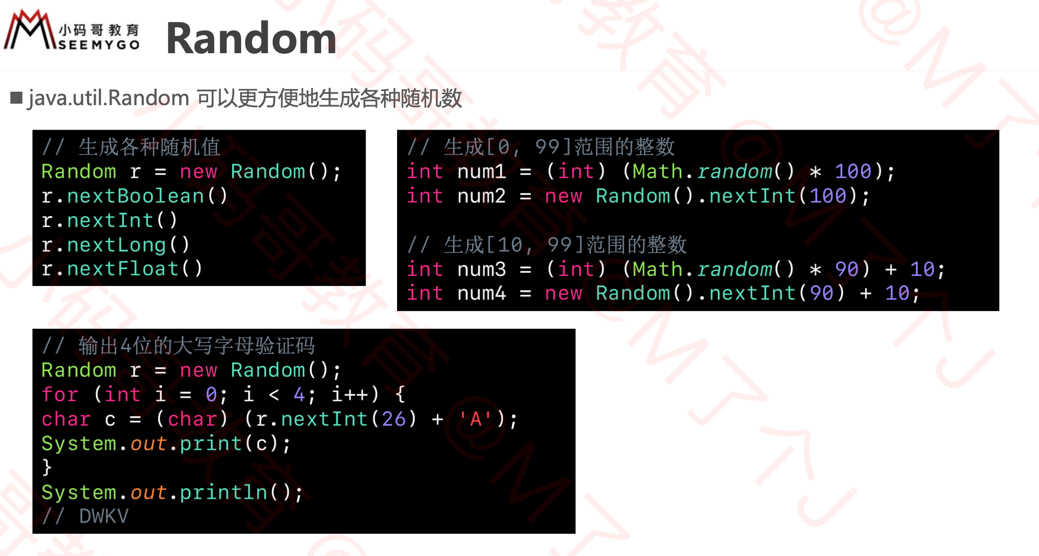 小码哥教育
SEEMYGO
Random
■ java.util.Random 可以更方便地生成各种随机数
// 生成各种随机值
Random r = new Random();
r.nextBoolean()
r.nextInt()
r.nextLong()
r.nextFloat()
// 生成[0, 99]范围的整数
int num1 = (int) (Math.random() * 100);
int num2 = new Random().nextInt(100);
// 生成[10, 99]范围的整数
int num3 = (int) (Math.random() * 90) + 10;
int num4 = new Random().nextInt(90) + 10;
// 输出4位的大写字母验证码
Random r = new Random();
for (int i = 0; i < 4; i++) {
char c = (char) (r.nextInt(26) + 'A');
System.out.print(c);
}
System.out.println();
// DWKV